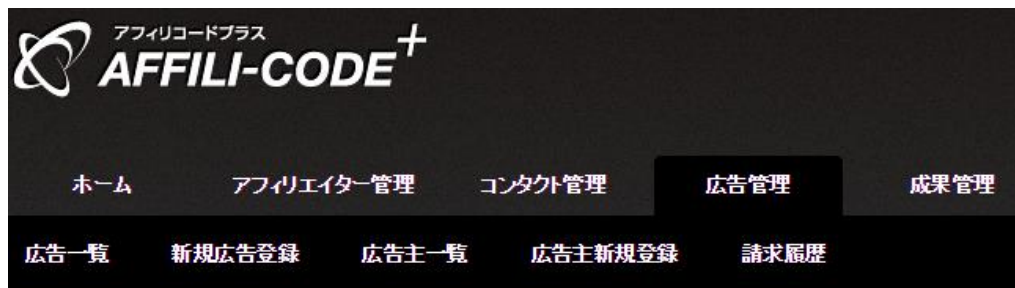 アフィリコードプラス
AFFILI-CODE+
ホーム アフィリエイター管理 コンタクト管理 広告管理 成果管理
広告一覧 新規広告登録 広告主一覧 広告主新規登録 請求履歴